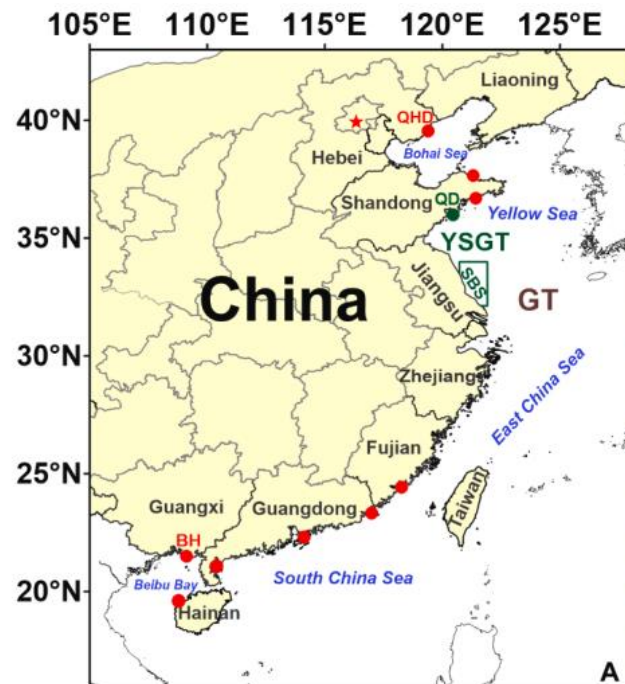 105°E 110°E 115°E 120°E 125°E
Liaoning
40°N
QHD
Bohai Sea
Hebei
Shandong
QD
Yellow Sea
35°N
YSGT
SBS
Jiangsu
GT
China
30°N
Zhejiang
East China Sea
Fujian
25°N
Taiwan
Guangxi
Guangdong
BH
South China Sea
Beibu Bay
20°N
Hainan
A